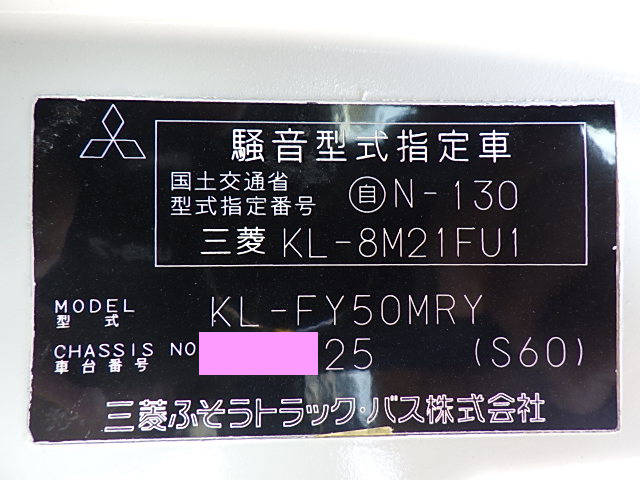 騒音型式指定車
国土交通省
型式指定番号 自N-130
三菱 KL-8M21FU1
MODEL KL-FY50MRY
型式
CHASSIS NO 25 (S60)
車台番号
三菱ふそうトラック・バス株式会社